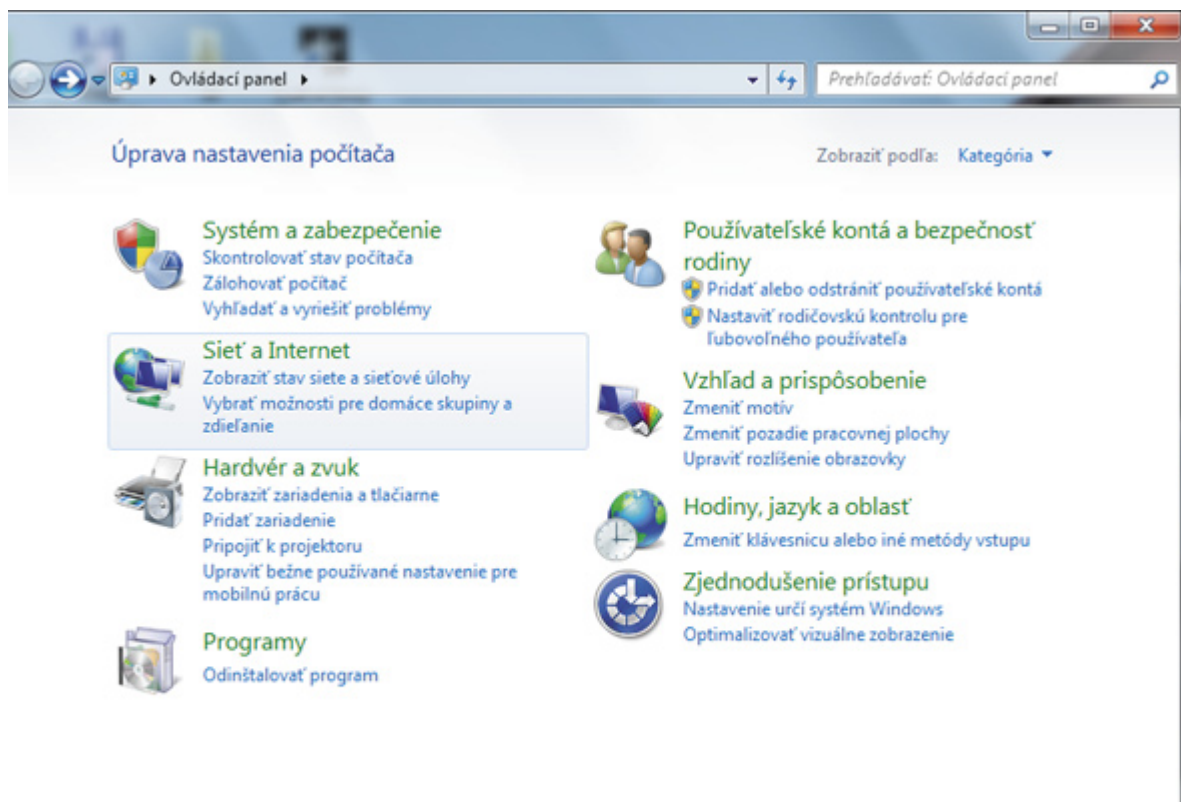 Ovládací panel
Prehľadávať: Ovládací panel
Úprava nastavenia počítača
Zobraziť podľa: Kategória
Systém a zabezpečenie
Skontrolovať stav počítača
Zálohovať počítač
Vyhľadať a vyriešiť problémy
Sieť a Internet
Zobraziť stav siete a sieťové úlohy
Vybrať možnosti pre domáce skupiny a
zdieľanie
Hardvér a zvuk
Zobraziť zariadenia a tlačiarne
Pridať zariadenie
Pripojiť k projektoru
Upraviť bežne používané nastavenie pre
mobilnú prácu
Programy
Odinštalovať program
Používateľské kontá a bezpečnosť
rodiny
Pridať alebo odstrániť používateľské kontá
Nastaviť rodičovskú kontrolu pre
ľubovoľného používateľa
Vzhľad a prispôsobenie
Zmeniť motív
Zmeniť pozadie pracovnej plochy
Upraviť rozlíšenie obrazovky
Hodiny, jazyk a oblasť
Zmeniť klávesnicu alebo iné metódy vstupu
Zjednodušenie prístupu
Nastavenie určí systém Windows
Optimalizovať vizuálne zobrazenie